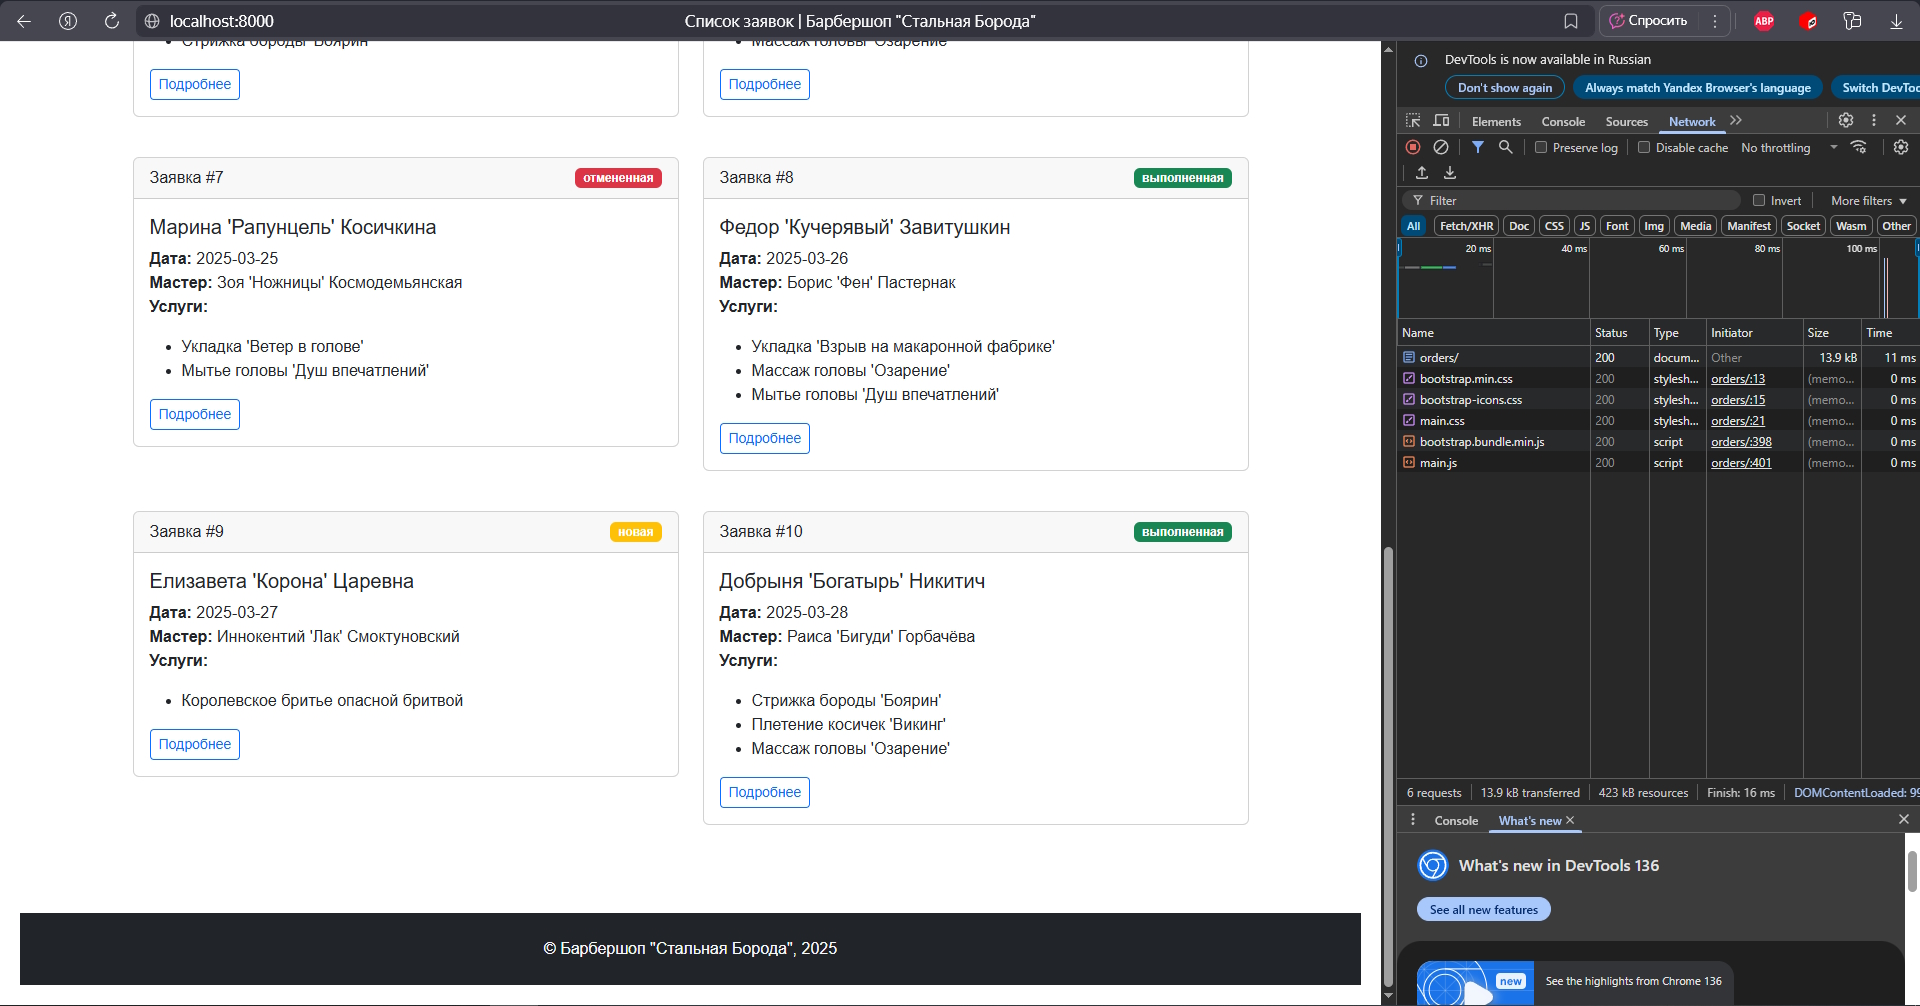 localhost:8000
Список заявок | Барбершоп "Стальная Борода"
Спросить
ABP
Стрижка бороды 'Боярин'
Массаж головы 'Озарение'
Подробнее
Подробнее
Заявка #7
отмененная
Марина 'Рапунцель' Косичкина
Дата: 2025-03-25
Мастер: Зоя 'Ножницы' Космодемьянская
Услуги:
Укладка 'Ветер в голове'
Мытье головы 'Душ впечатлений'
Подробнее
Заявка #8
выполненная
Федор 'Кучерявый' Завитушкин
Дата: 2025-03-26
Мастер: Борис 'Фен' Пастернак
Услуги:
Укладка 'Взрыв на макаронной фабрике'
Массаж головы 'Озарение'
Мытье головы 'Душ впечатлений'
Подробнее
Заявка #9
новая
Елизавета 'Корона' Царевна
Дата: 2025-03-27
Мастер: Иннокентий 'Лак' Смоктуновский
Услуги:
Королевское бритье опасной бритвой
Подробнее
Заявка #10
выполненная
Добрыня 'Богатырь' Никитич
Дата: 2025-03-28
Мастер: Раиса 'Бигуди' Горбачёва
Услуги:
Стрижка бороды 'Боярин'
Плетение косичек 'Викинг'
Массаж головы 'Озарение'
Подробнее
© Барбершоп "Стальная Борода", 2025
DevTools is now available in Russian
Don't show again Always match Yandex Browser's language Switch DevToo
Elements Console Sources Network
Preserve log Disable cache No throttling
Filter Invert More filters
All Fetch/XHR Doc CSS JS Font Img Media Manifest Socket Wasm Other
20 ms 40 ms 60 ms 80 ms 100 ms
Name Status Type Initiator Size Time
orders/ 200 docum... Other 13.9 kB 11 ms
bootstrap.min.css 200 stylesh... orders/:13 (memo... 0 ms
bootstrap-icons.css 200 stylesh... orders/:15 (memo... 0 ms
main.css 200 stylesh... orders/:21 (memo... 0 ms
bootstrap.bundle.min.js 200 script orders/:398 (memo... 0 ms
main.js 200 script orders/:401 (memo... 0 ms
6 requests 13.9 kB transferred 423 kB resources Finish: 16 ms DOMContentLoaded: 99
Console What's new
What's new in DevTools 136
See all new features
new
See the highlights from Chrome 136